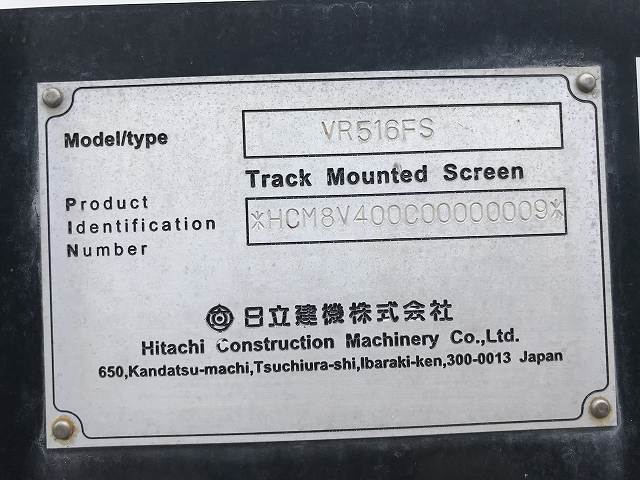 Model/type VR516FS
Track Mounted Screen
Product
Identification
Number
*HCM8V400C00000009*
日立建機株式会社
Hitachi Construction Machinery Co.,Ltd.
650,Kandatsu-machi,Tsuchiura-shi,Ibaraki-ken,300-0013 Japan